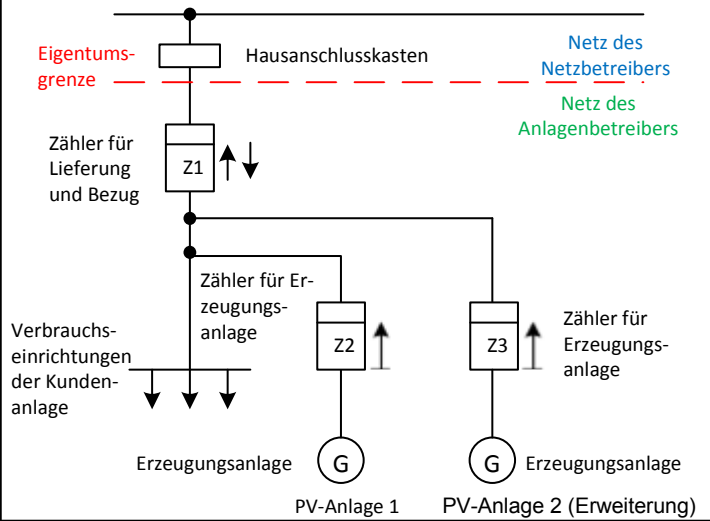 Eigentums-
grenze
Hausanschlusskasten
Netz des
Netzbetreibers
Netz des
Anlagenbetreibers
Zähler für
Lieferung
und Bezug
Z1
Zähler für Er-
zeugungs-
anlage
Verbrauchs-
einrichtungen
der Kunden-
anlage
Z2
Z3
Zähler für
Erzeugungs-
anlage
Erzeugungsanlage
G
G
Erzeugungsanlage
PV-Anlage 1
PV-Anlage 2 (Erweiterung)